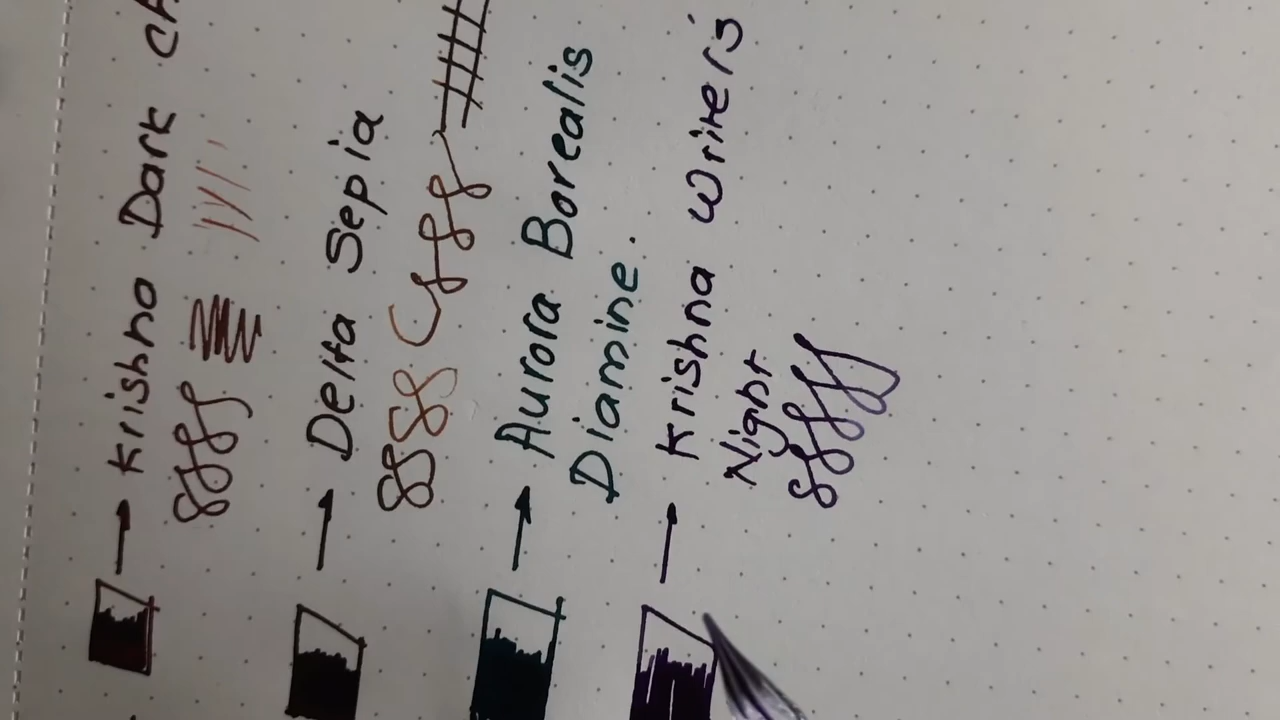 → Krishna Dark
→ Delta Sepia
→ Aurora Borealis
Diamine.
→ Krishna Writer's
Night